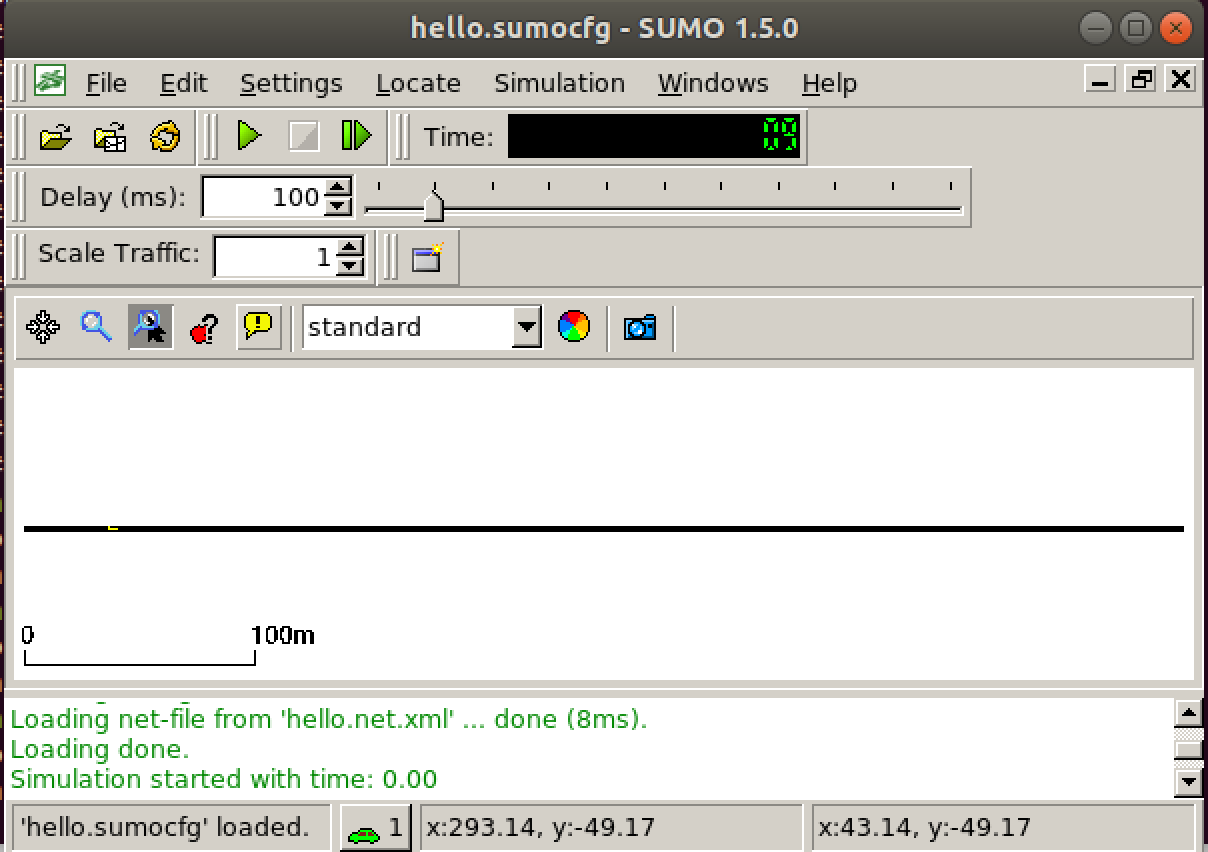 hello.sumocfg - SUMO 1.5.0
File Edit Settings Locate Simulation Windows Help
Time: 09
Delay (ms): 100
Scale Traffic: 1
standard
0 100m
Loading net-file from 'hello.net.xml' ... done (8ms).
Loading done.
Simulation started with time: 0.00
'hello.sumocfg' loaded. 1 x:293.14, y:-49.17 x:43.14, y:-49.17